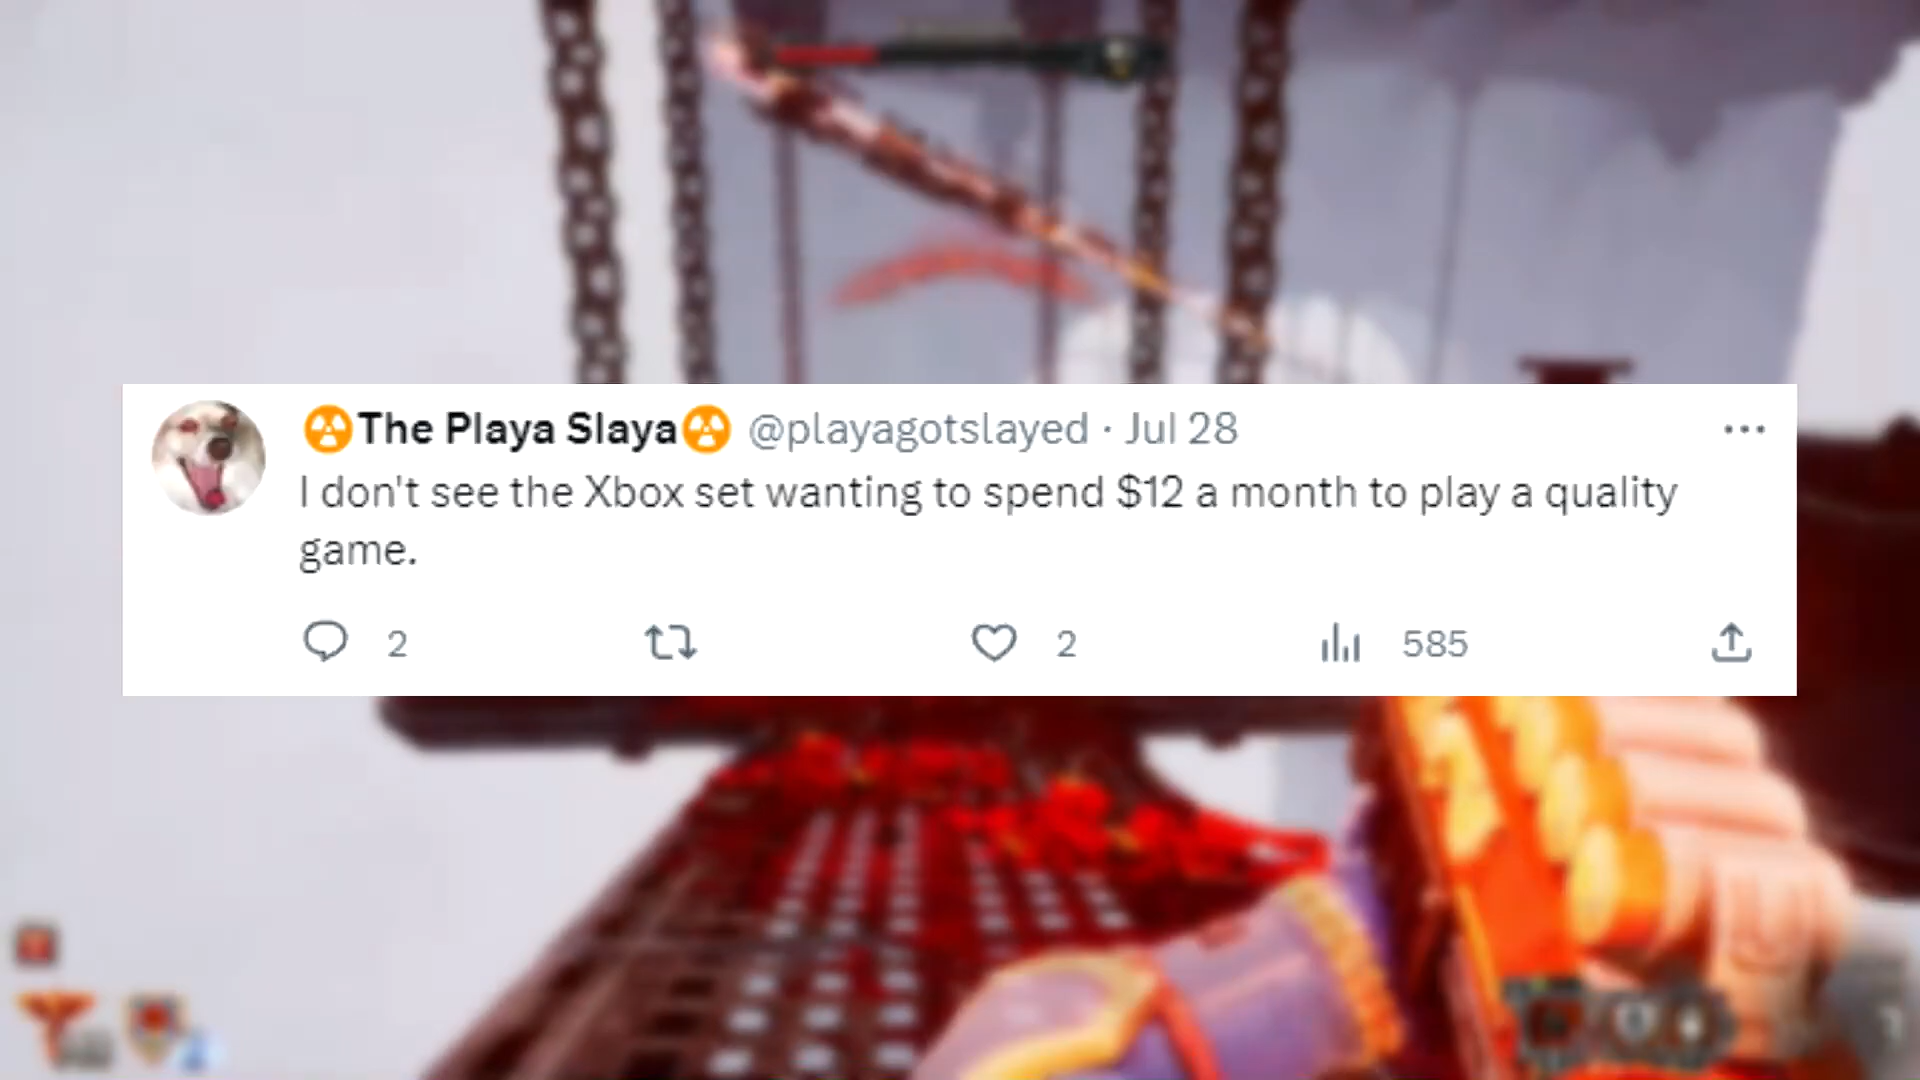 ☢The Playa Slaya☢ @playagotslayed · Jul 28
I don't see the Xbox set wanting to spend $12 a month to play a quality
game.
2 2 585